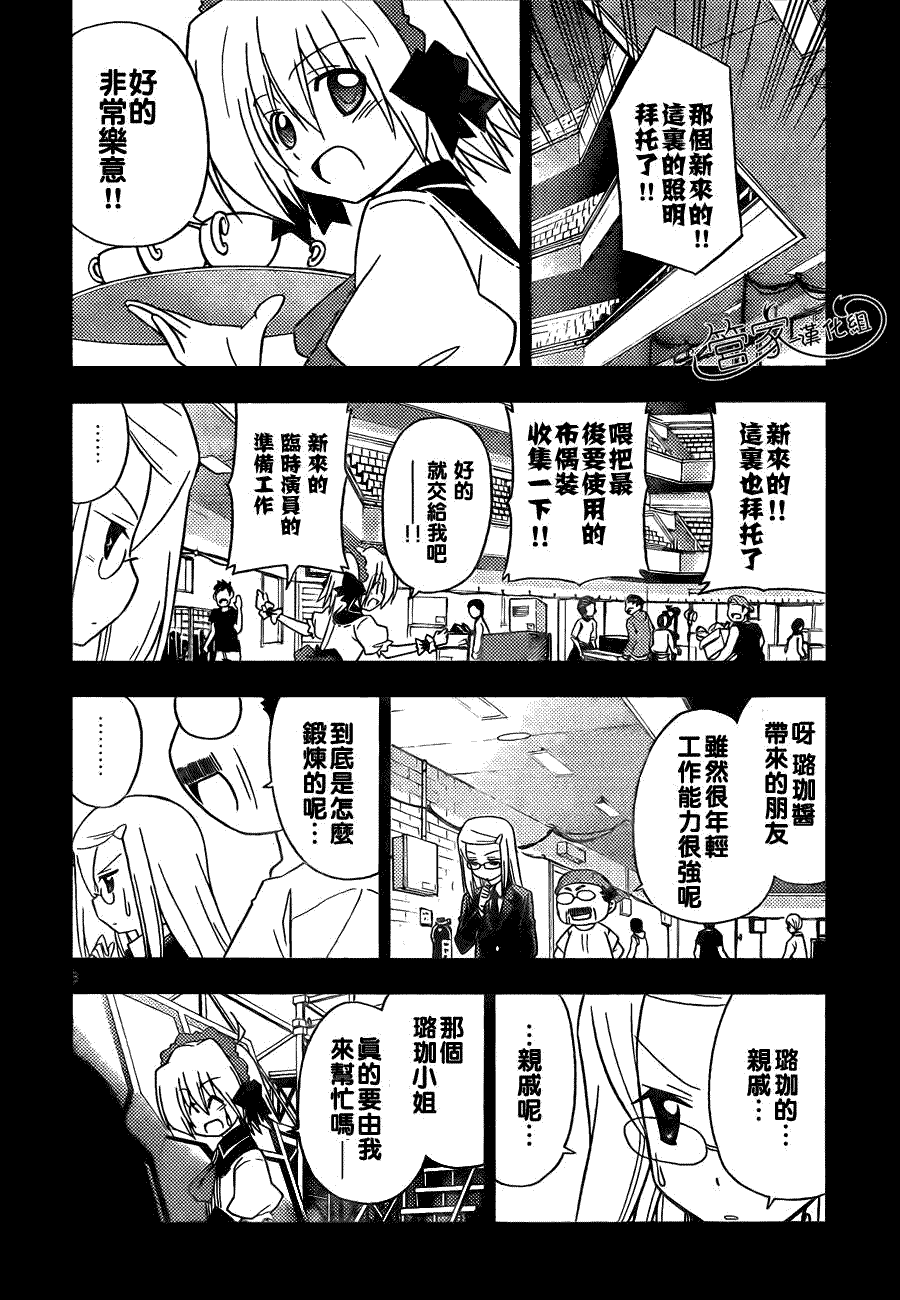 那個新來的!!
這裏的照明
拜托了!!
好的
非常樂意!!
管家漢化組
新來的!!
這裏也拜托了
喂把最
後要使用的
布偶裝
收集一下!!
好的
就交給我吧
——!!
新來的
臨時演員的
準備工作
……
呀 璐珈醬
帶來的朋友
雖然很年輕
工作能力很強呢
到底是怎麼
鍛煉的呢…
……
璐珈的…
親戚…
…
親戚呢…
那個
璐珈小姐
真的要由我
來幫忙嗎
——